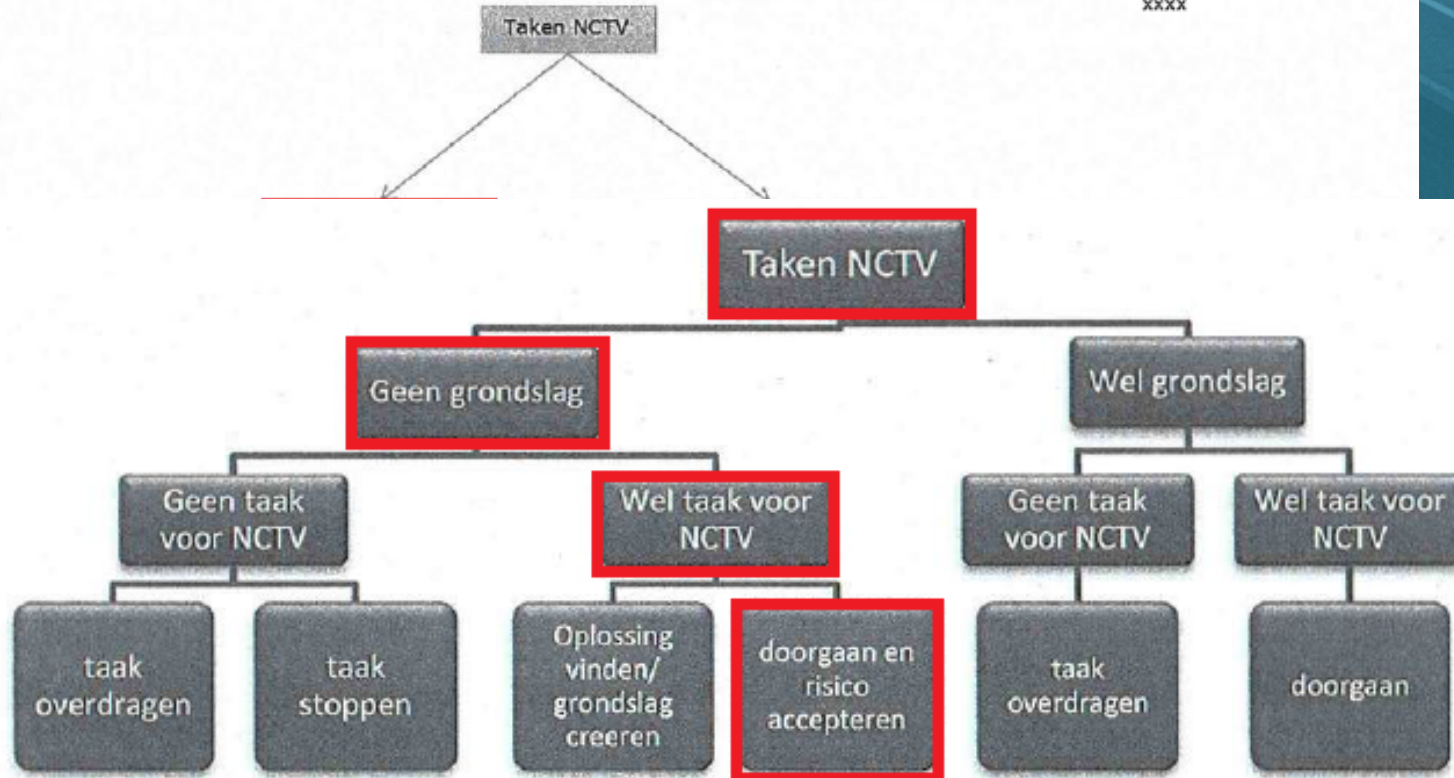 xxxx
Taken NCTV
Taken NCTV
Geen grondslag
Wel grondslag
Geen taak
voor NCTV
Wel taak voor
NCTV
Geen taak
voor NCTV
Wel taak voor
NCTV
taak
overdragen
taak
stoppen
Oplossing
vinden/
grondslag
creeren
doorgaan en
risico
accepteren
taak
overdragen
doorgaan